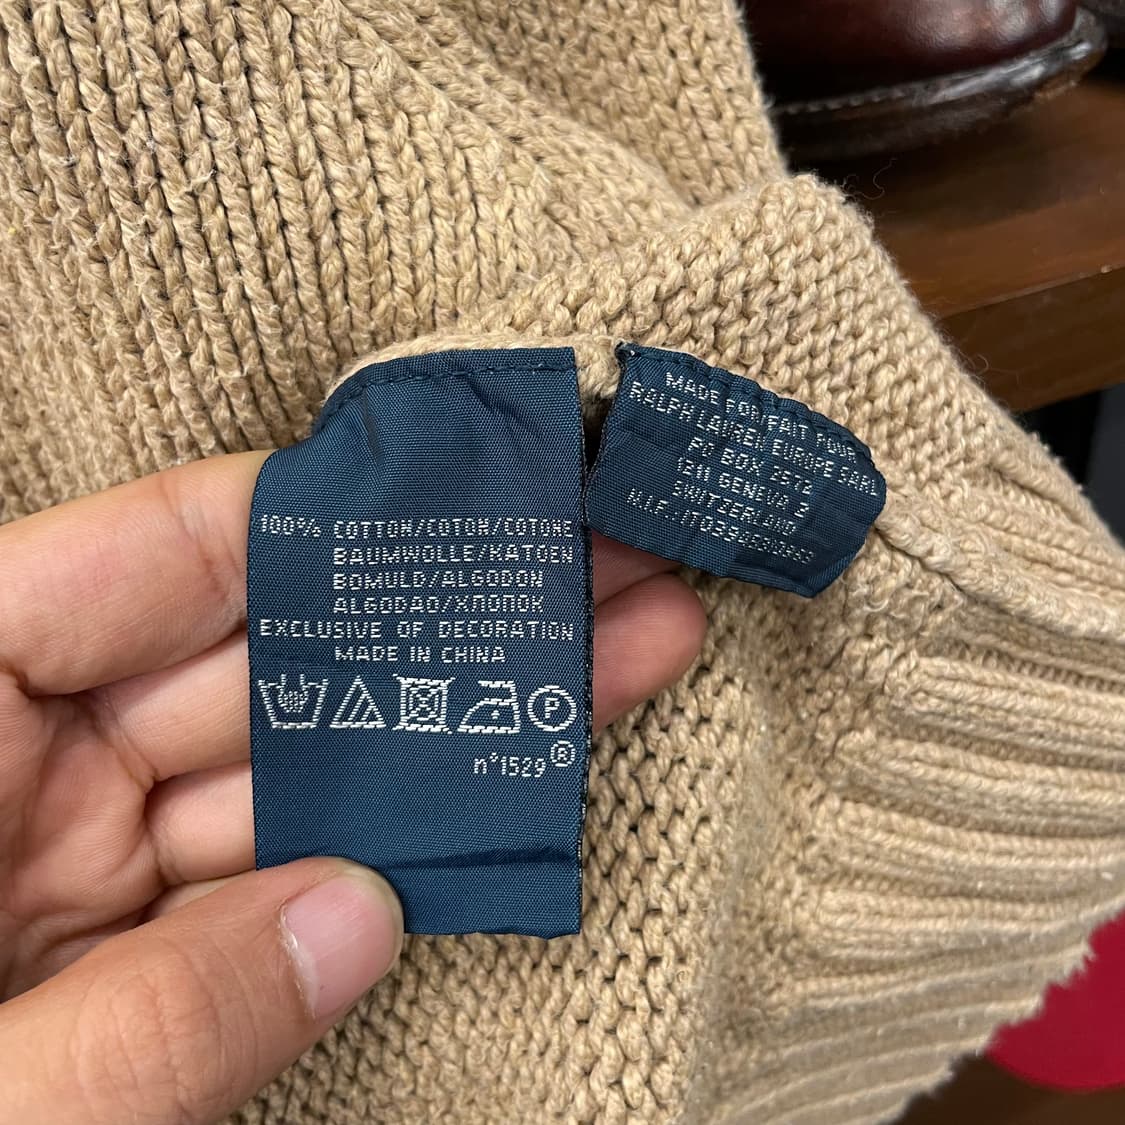 100% COTTON/COTON/COTONE
BAUMWOLLE/KATOEN
BOMULD/ALGODON
ALGODAO/ХЛОПОК
EXCLUSIVE OF DECORATION
MADE IN CHINA
P
n°1529®
MADE FOR/FAIT POUR
RALPH LAUREN EUROPE SARL
PO BOX 2572
1211 GENEVA 2
SWITZERLAND
N.I.F.: